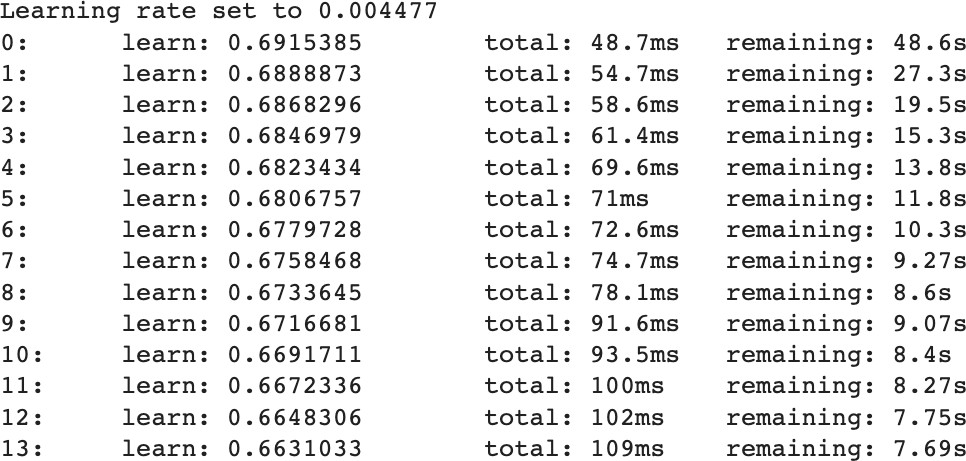 Learning rate set to 0.004477
0: learn: 0.6915385 total: 48.7ms remaining: 48.6s
1: learn: 0.6888873 total: 54.7ms remaining: 27.3s
2: learn: 0.6868296 total: 58.6ms remaining: 19.5s
3: learn: 0.6846979 total: 61.4ms remaining: 15.3s
4: learn: 0.6823434 total: 69.6ms remaining: 13.8s
5: learn: 0.6806757 total: 71ms remaining: 11.8s
6: learn: 0.6779728 total: 72.6ms remaining: 10.3s
7: learn: 0.6758468 total: 74.7ms remaining: 9.27s
8: learn: 0.6733645 total: 78.1ms remaining: 8.6s
9: learn: 0.6716681 total: 91.6ms remaining: 9.07s
10: learn: 0.6691711 total: 93.5ms remaining: 8.4s
11: learn: 0.6672336 total: 100ms remaining: 8.27s
12: learn: 0.6648306 total: 102ms remaining: 7.75s
13: learn: 0.6631033 total: 109ms remaining: 7.69s